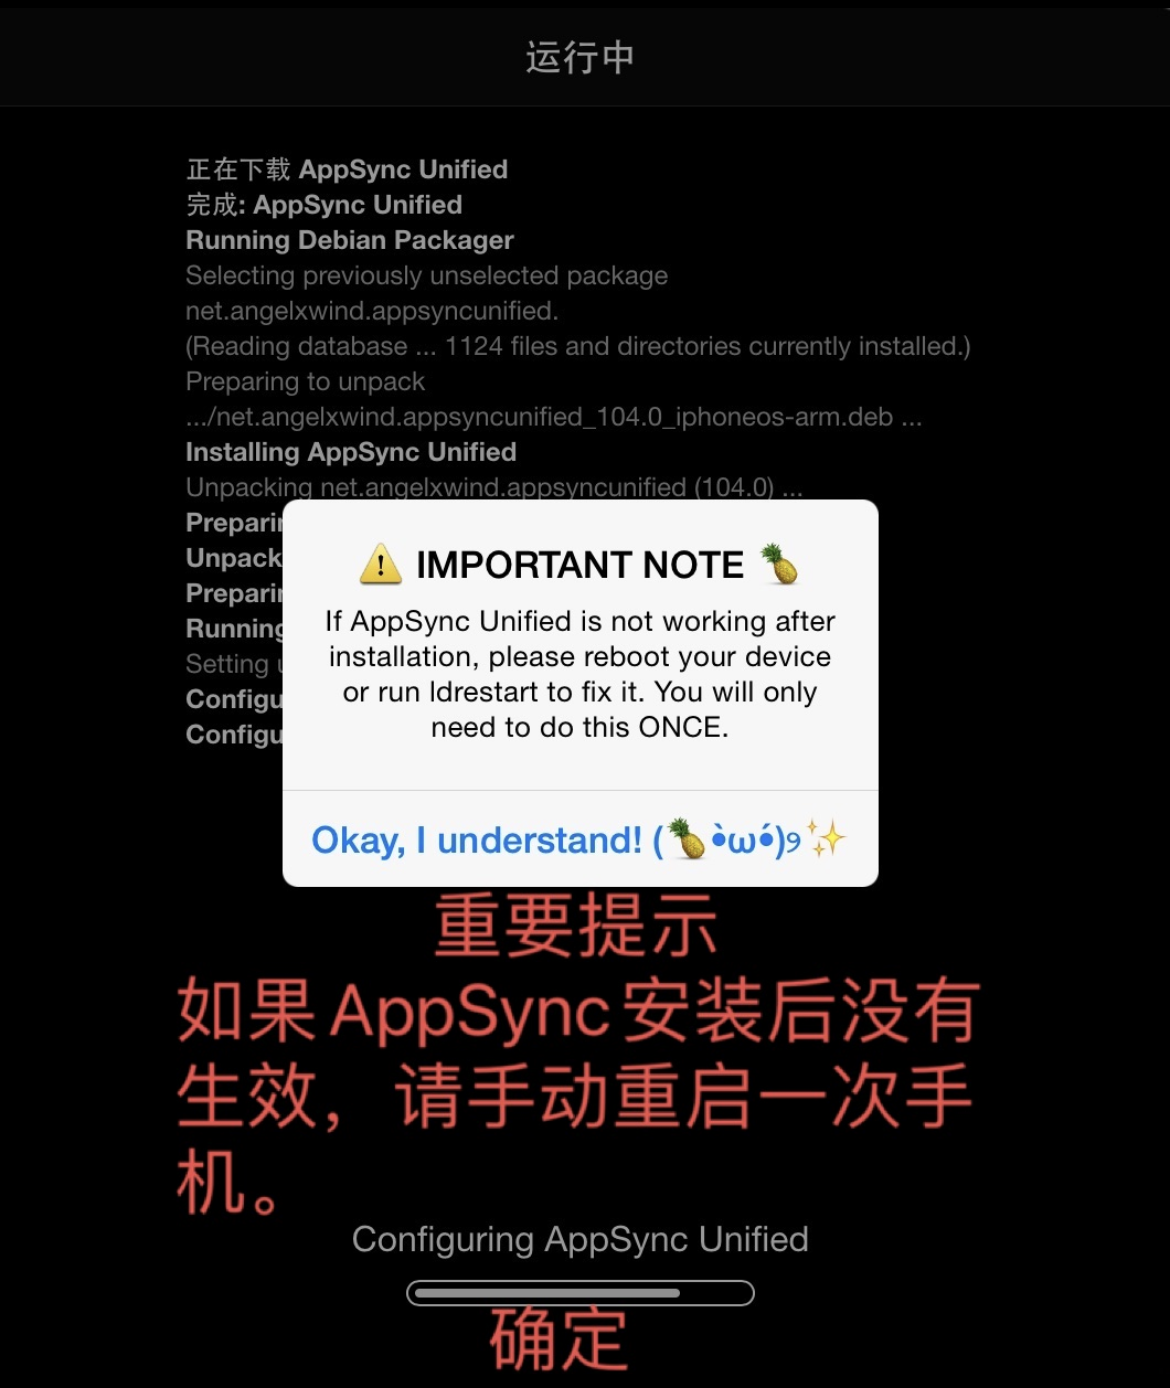 运行中
正在下载 AppSync Unified
完成: AppSync Unified
Running Debian Packager
Selecting previously unselected package
net.angelxwind.appsyncunified.
(Reading database ... 1124 files and directories currently installed.)
Preparing to unpack
.../net.angelxwind.appsyncunified_104.0_iphoneos-arm.deb ...
Installing AppSync Unified
Unpacking net.angelxwind.appsyncunified (104.0) ...
⚠️ IMPORTANT NOTE 🍍
If AppSync Unified is not working after
installation, please reboot your device
or run ldrestart to fix it. You will only
need to do this ONCE.
Setting
Okay, I understand! (🍍•̀ω•́)୨✨
重要提示
如果AppSync安装后没有
生效，请手动重启一次手
机。
Configuring AppSync Unified
确定